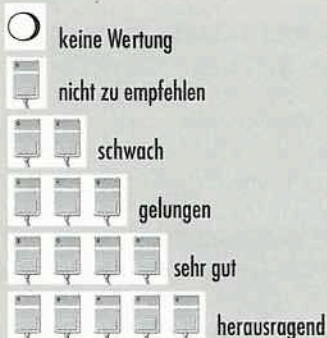 keine Wertung
nicht zu empfehlen
schwach
gelungen
sehr gut
herausragend